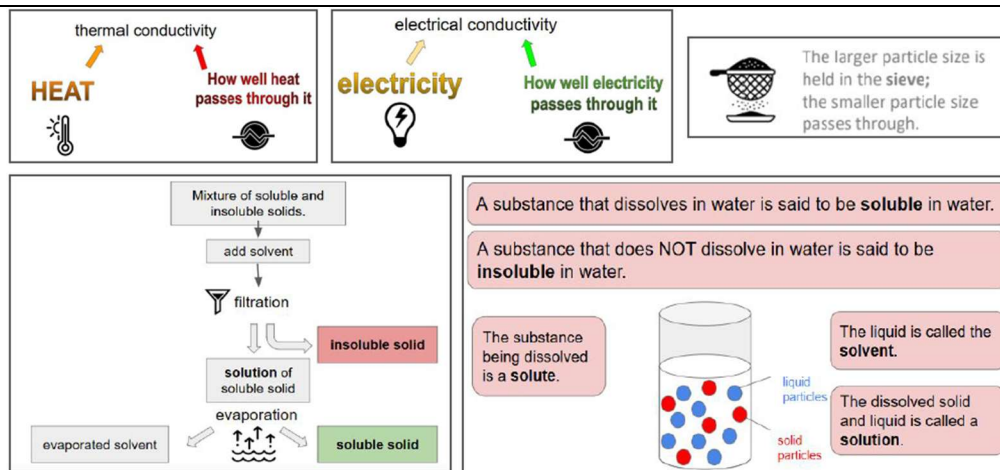 thermal conductivity
HEAT
How well heat
passes through it
electrical conductivity
electricity
How well electricity
passes through it
The larger particle size is
held in the sieve;
the smaller particle size
passes through.
Mixture of soluble and
insoluble solids.
add solvent
filtration
insoluble solid
solution of
soluble solid
evaporation
evaporated solvent
soluble solid
A substance that dissolves in water is said to be soluble in water.
A substance that does NOT dissolve in water is said to be
insoluble in water.
The substance
being dissolved
is a solute.
liquid
particles
solid
particles
The liquid is called the
solvent.
The dissolved solid
and liquid is called a
solution.